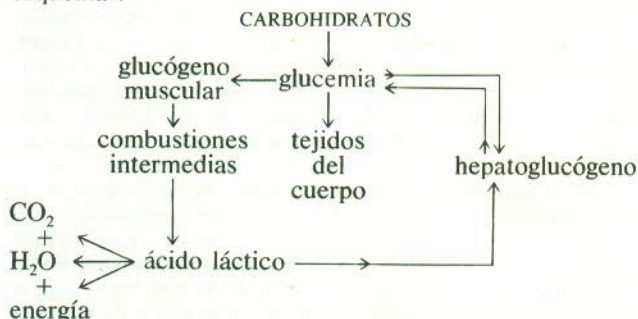 CARBOHIDRATOS
glucógeno
muscular
glucemia
combustiones
intermedias
tejidos
del
cuerpo
hepatoglucógeno
CO₂
+
H₂O
+
energía
ácido láctico